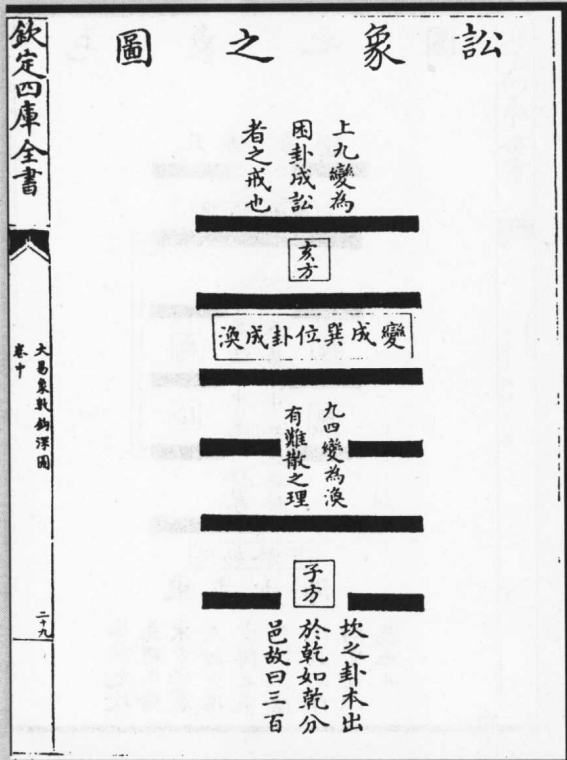 訟象之圖
上九變為
困卦成訟
者之戒也
亥方
變成巽位卦成渙
九四變為渙
有難散之理
子方
坎之卦本出
於乾如乾分
邑故曰三百
欽定四庫全書
大易象數鈎深圖
卷中
二十九